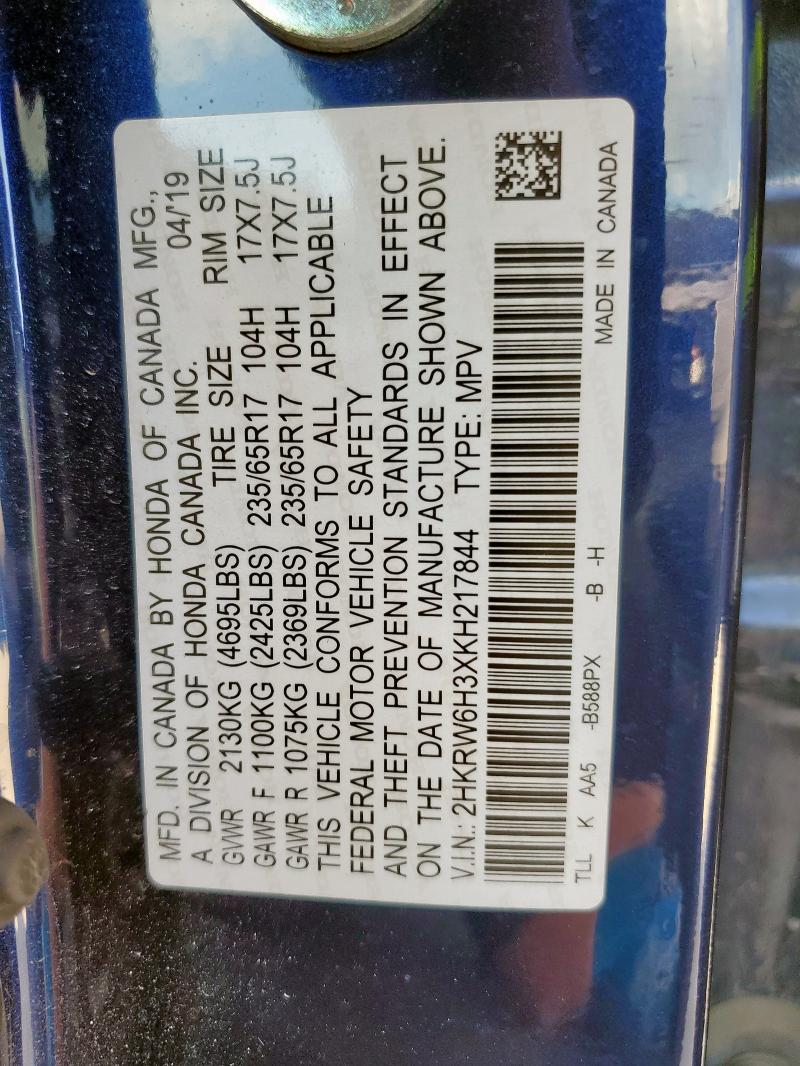 MFD. IN CANADA BY HONDA OF CANADA MFG.,
A DIVISION OF HONDA CANADA INC. 04/'19
GVWR 2130KG (4695LBS) TIRE SIZE RIM SIZE
GAWR F 1100KG (2425LBS) 235/65R17 104H 17X7.5J
GAWR R 1075KG (2369LBS) 235/65R17 104H 17X7.5J
THIS VEHICLE CONFORMS TO ALL APPLICABLE
FEDERAL MOTOR VEHICLE SAFETY
AND THEFT PREVENTION STANDARDS IN EFFECT
ON THE DATE OF MANUFACTURE SHOWN ABOVE.
V.I.N.: 2HKRW6H3XKH217844 TYPE: MPV
TLL K AA5 -B588PX -B -H MADE IN CANADA